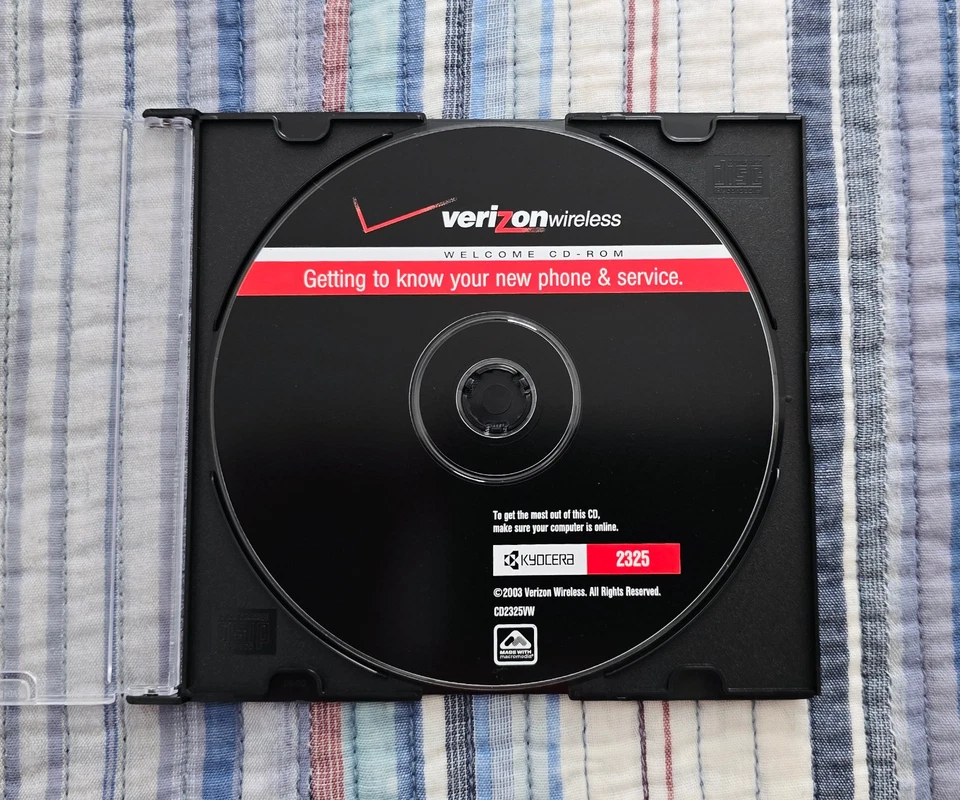 verizonwireless
WELCOME CD-ROM
Getting to know your new phone & service.
To get the most out of this CD,
make sure your computer is online.
KYOCERA 2325
©2003 Verizon Wireless. All Rights Reserved.
CD2325VW
MADE WITH
macromedia